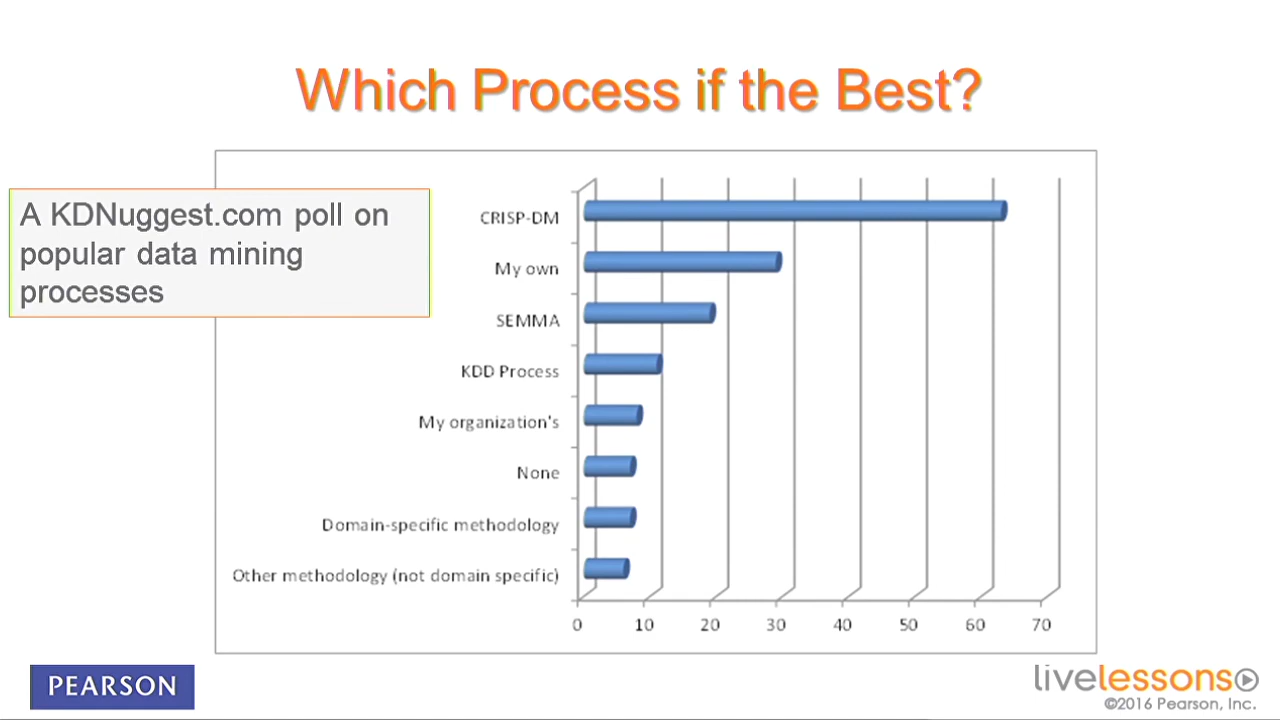 Which Process if the Best?
A KDNuggest.com poll on
popular data mining
processes
CRISP-DM
My own
SEMMA
KDD Process
My organization's
None
Domain-specific methodology
Other methodology (not domain specific)
0 10 20 30 40 50 60 70
PEARSON
livelessons
©2016 Pearson, Inc.